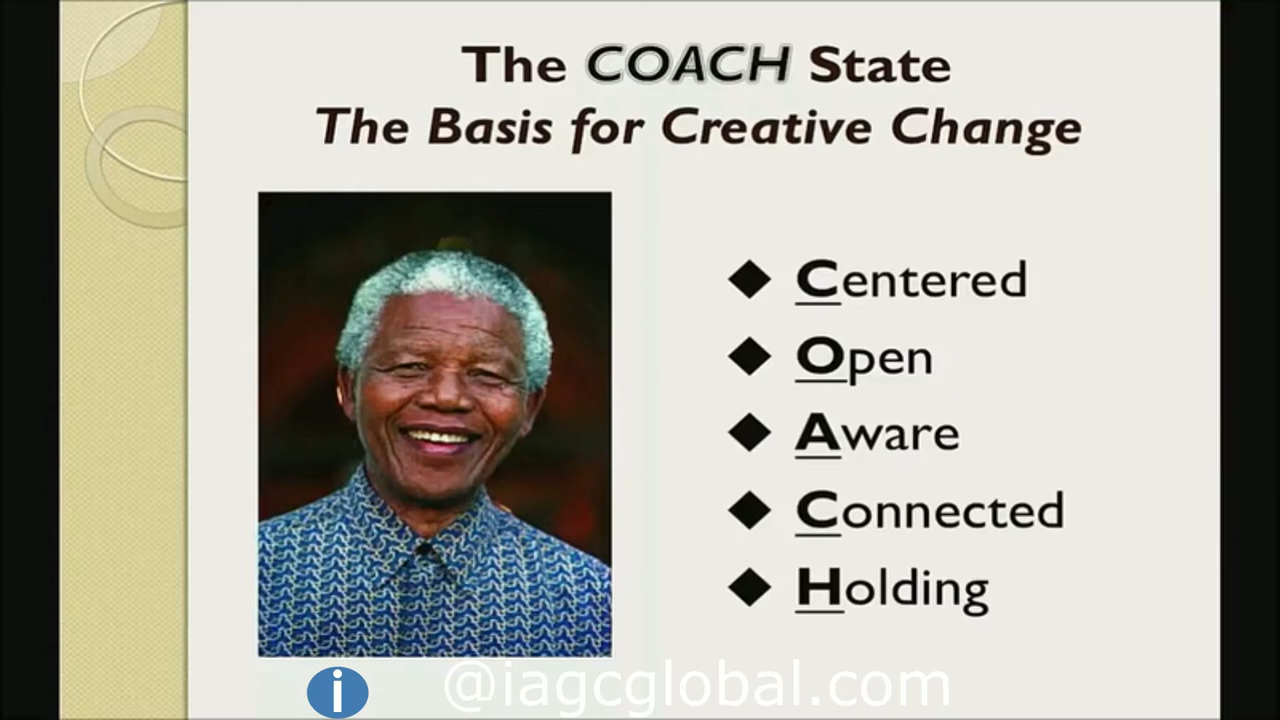 The COACH State
The Basis for Creative Change
Centered
Open
Aware
Connected
Holding
i @iagcglobal.com